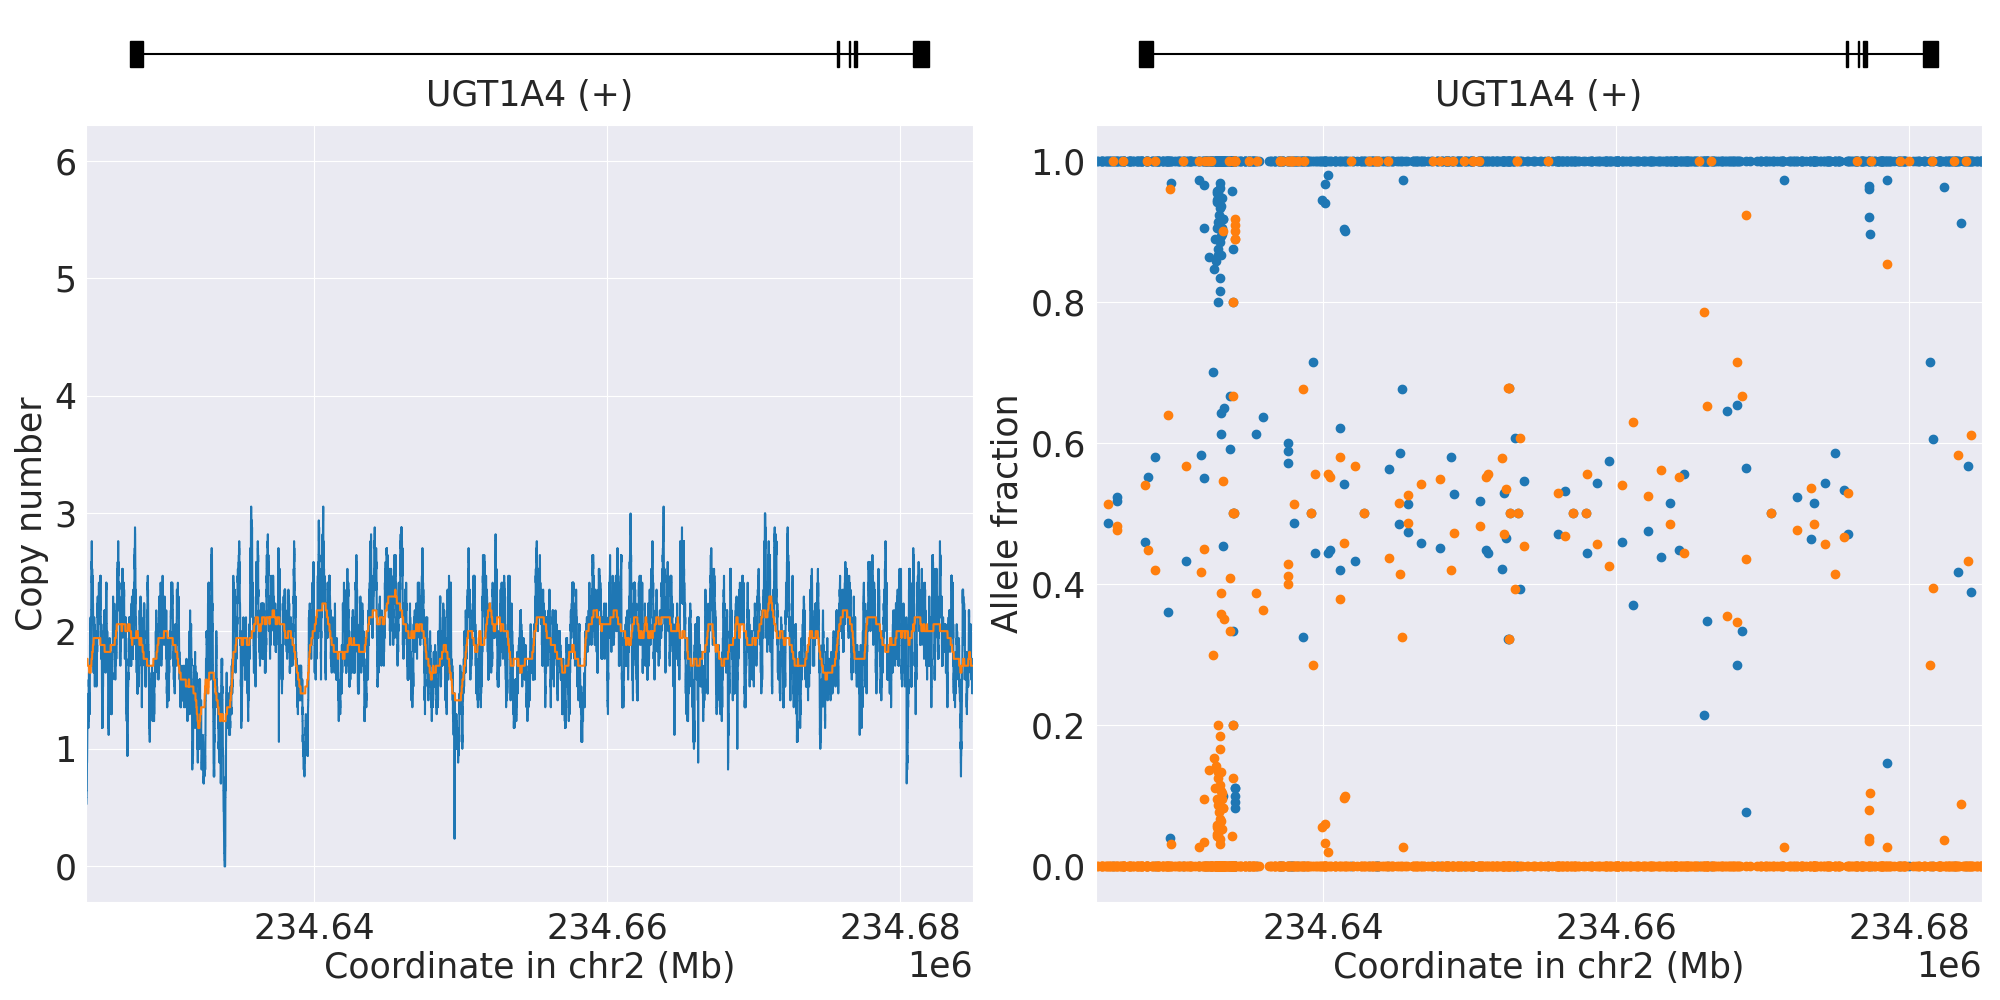 UGT1A4 (+)
6
5
4
3
2
1
0
Copy number
234.64
234.66
234.68
Coordinate in chr2 (Mb)
1e6
UGT1A4 (+)
1.0
0.8
0.6
0.4
0.2
0.0
Allele fraction
234.64
234.66
234.68
Coordinate in chr2 (Mb)
1e6